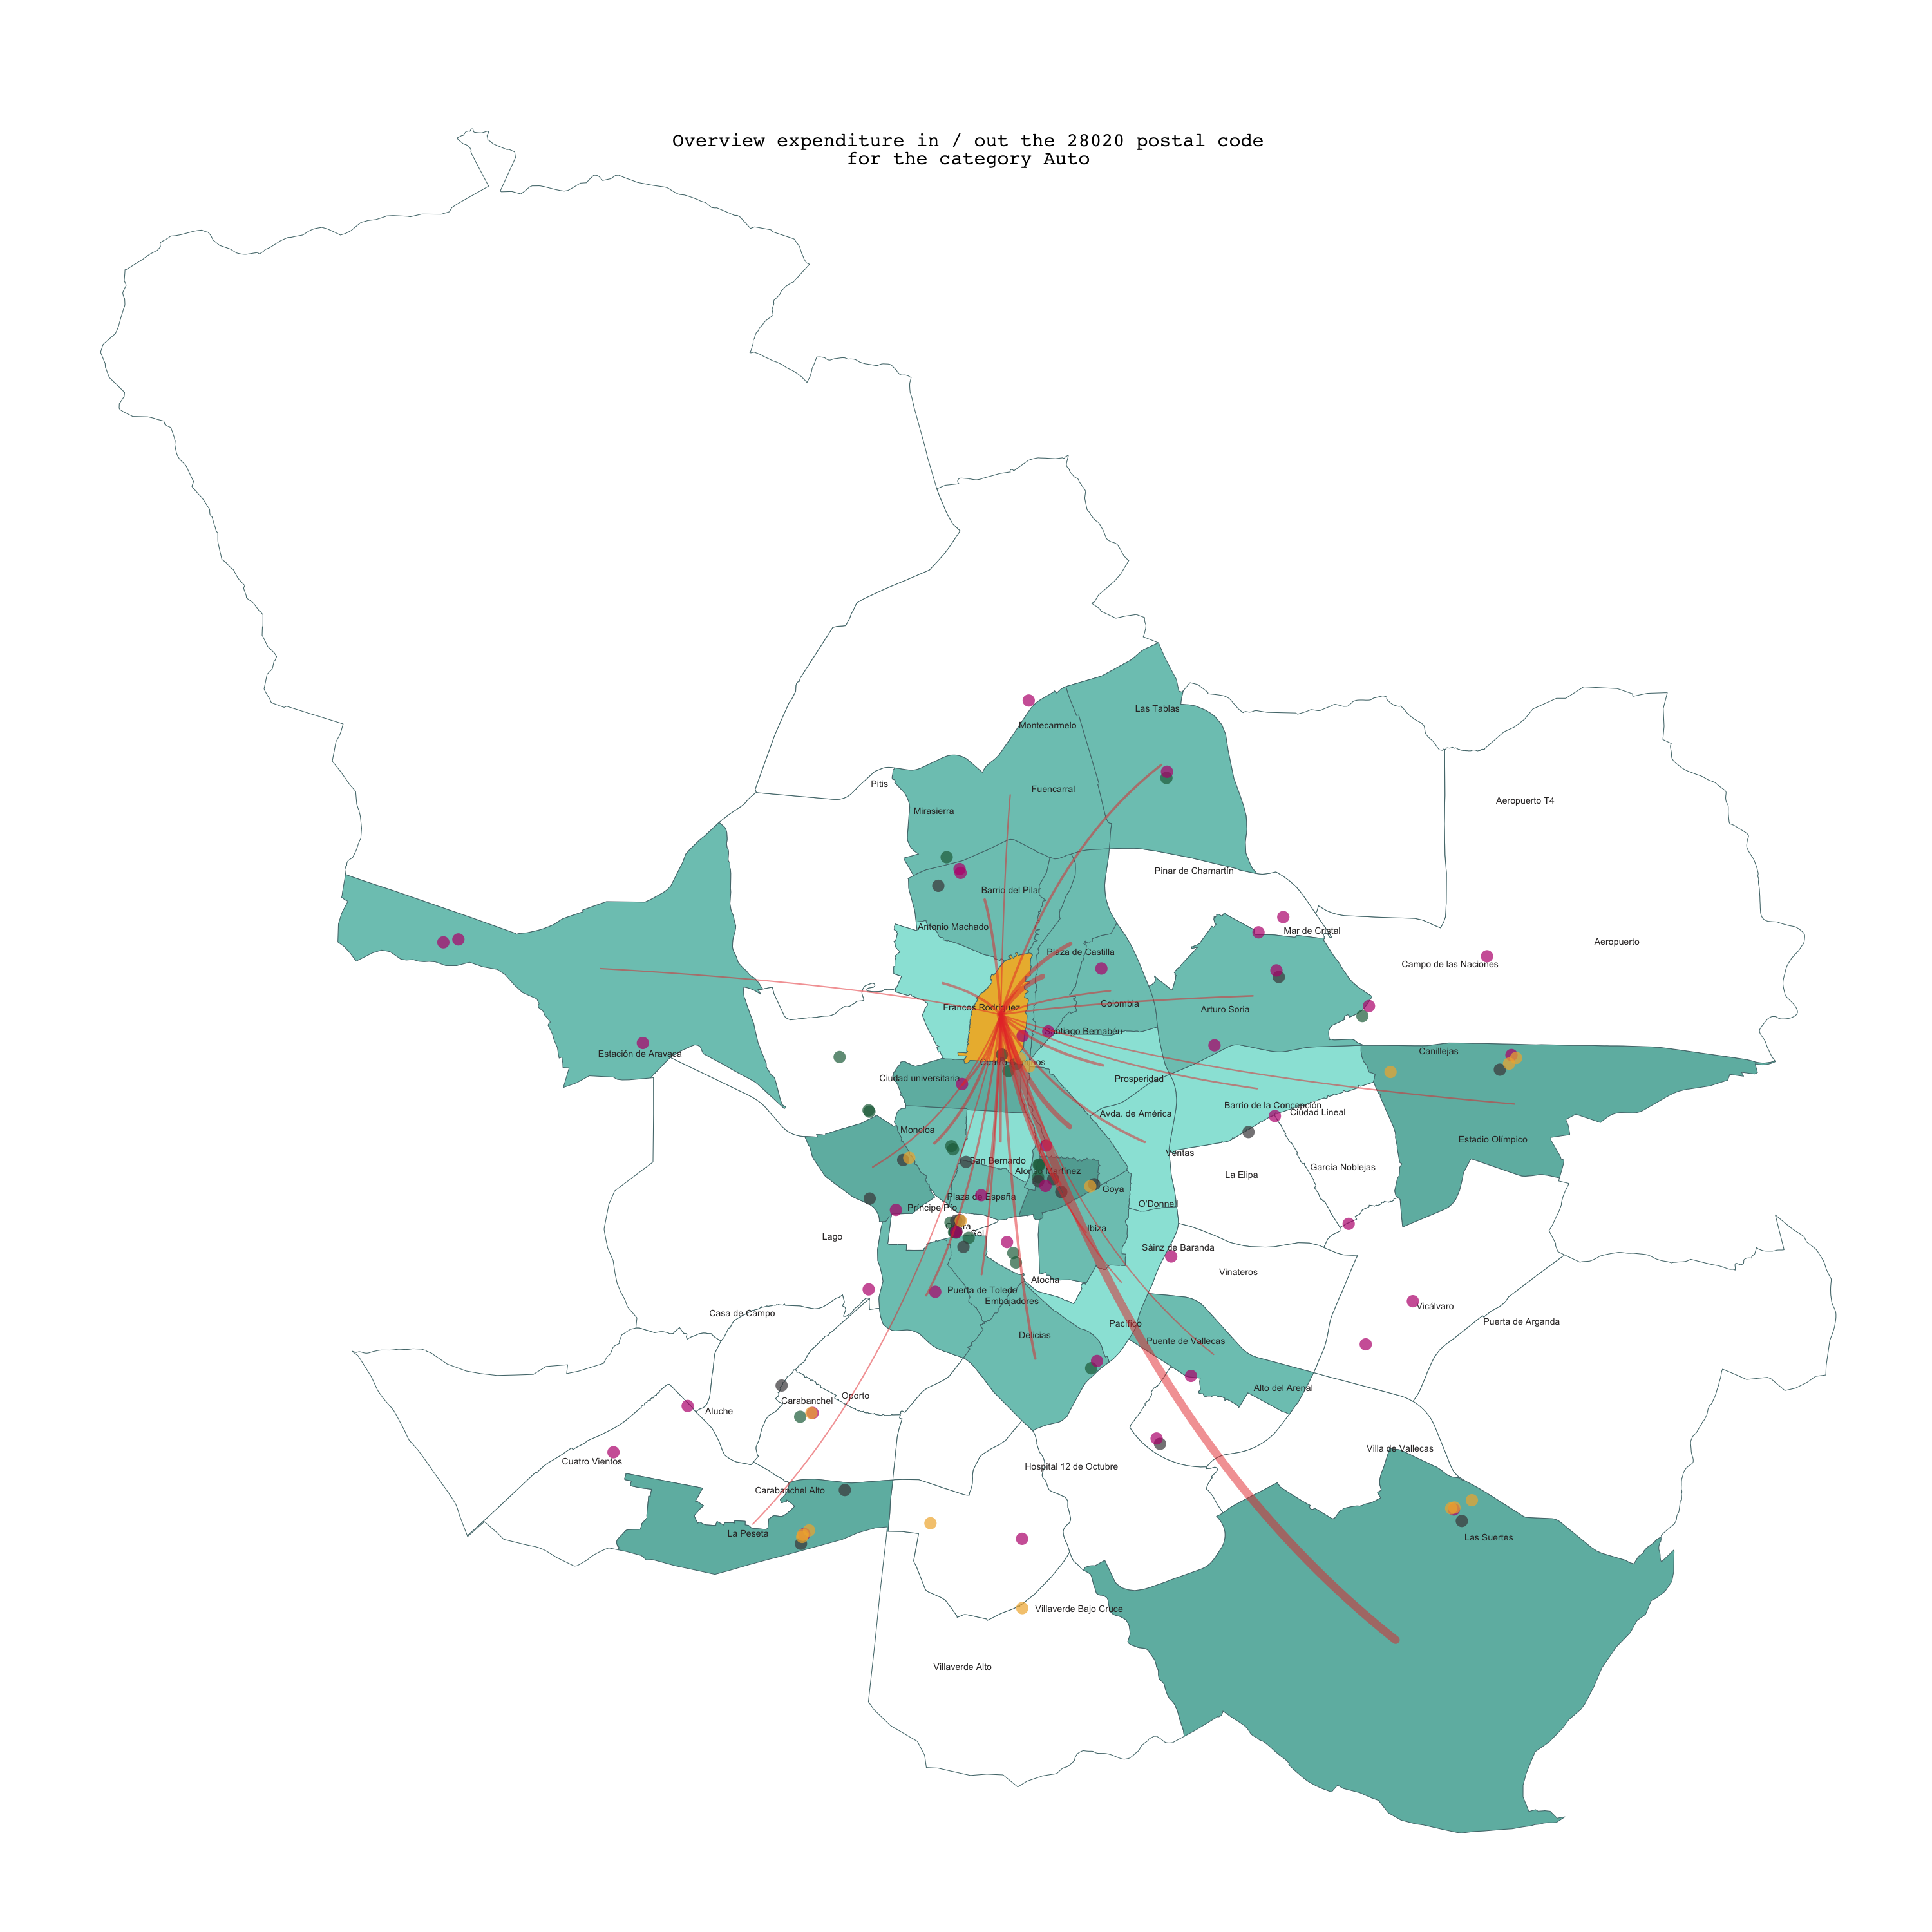 Overview expenditure in / out the 28020 postal code
for the category Auto
Las Tablas
Montecarmelo
Pitis
Fuencarral
Aeropuerto T4
Mirasierra
Pinar de Chamartín
Barrio del Pilar
Antonio Machado
Mar de Cristal
Aeropuerto
Plaza de Castilla
Campo de las Naciones
Colombia
Francos Rodríguez
Arturo Soria
Santiago Bernabéu
Canillejas
Estación de Aravaca
Ciudad universitaria
Prosperidad
Barrio de la Concepción
Ciudad Lineal
Avda. de América
Moncloa
Estadio Olímpico
Ventas
San Bernardo
García Noblejas
Alonso Martínez
La Elipa
Goya
Plaza de España
O'Donnell
Príncipe Pío
Ibiza
Sol
Lago
Sáinz de Baranda
Vinateros
Atocha
Puerta de Toledo
Embajadores
Vicálvaro
Casa de Campo
Puerta de Arganda
Pacífico
Delicias
Puente de Vallecas
Alto del Arenal
Oporto
Carabanchel
Aluche
Villa de Vallecas
Cuatro Vientos
Hospital 12 de Octubre
Carabanchel Alto
La Peseta
Las Suertes
Villaverde Bajo Cruce
Villaverde Alto